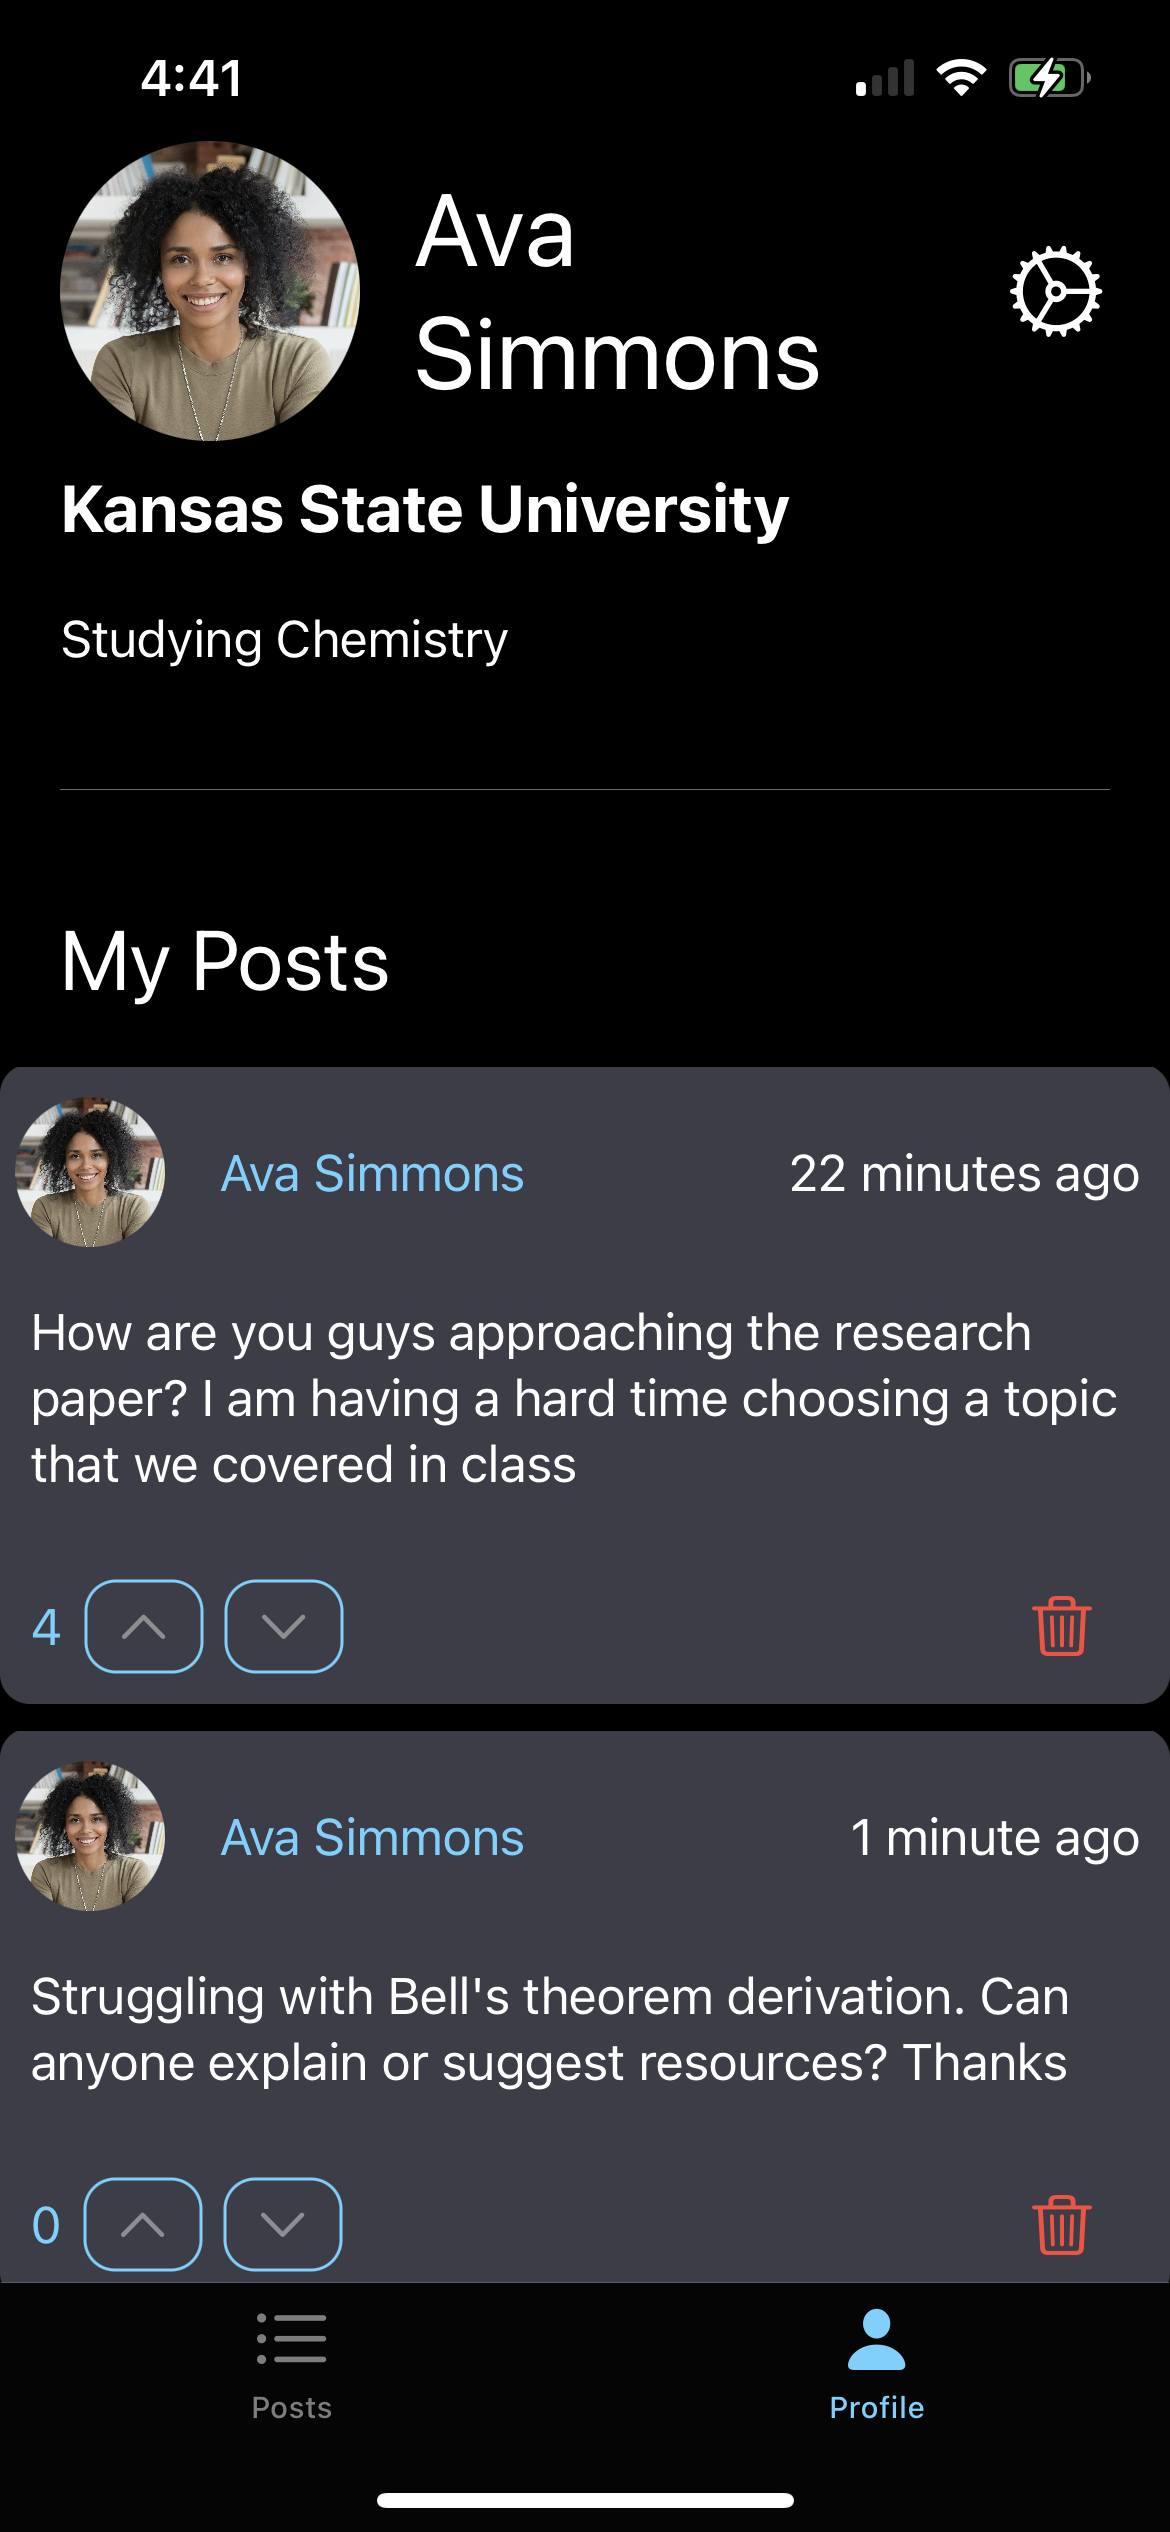 4:41
Ava
Simmons
Kansas State University
Studying Chemistry
My Posts
Ava Simmons
22 minutes ago
How are you guys approaching the research
paper? I am having a hard time choosing a topic
that we covered in class
4
Ava Simmons
1 minute ago
Struggling with Bell's theorem derivation. Can
anyone explain or suggest resources? Thanks
0
Posts
Profile